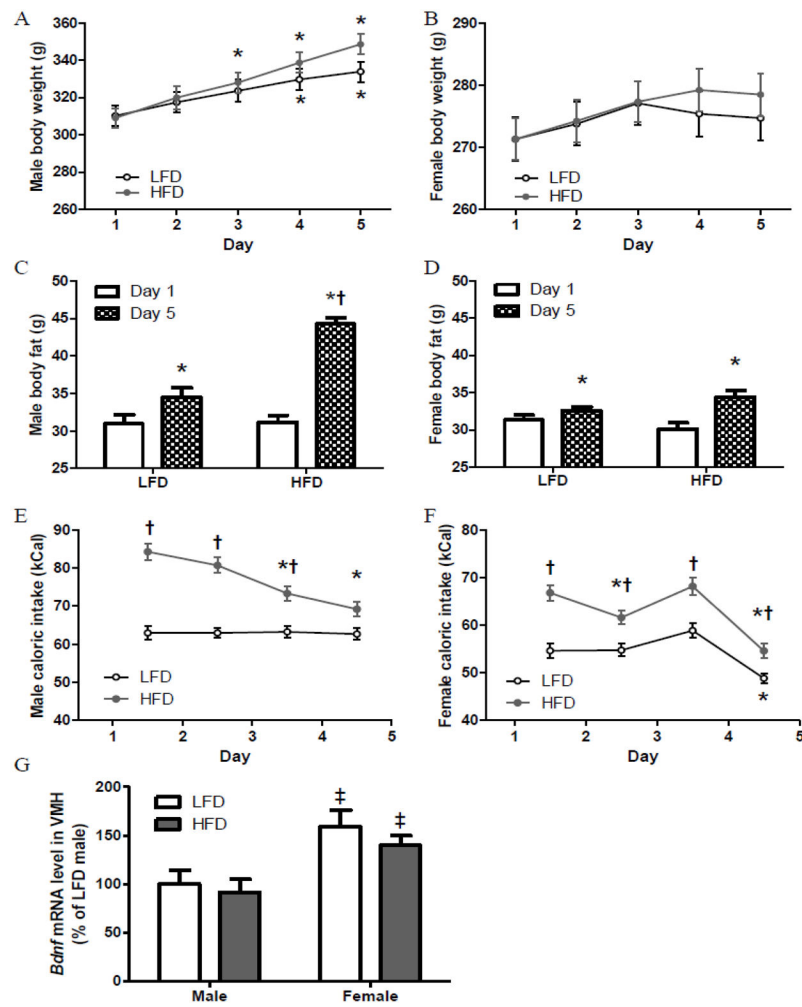 A
Male body weight (g)
360
340
320
300
280
260
*
*
*
*
*
LFD
HFD
1 2 3 4 5
Day
B
Female body weight (g)
290
280
270
260
LFD
HFD
1 2 3 4 5
Day
C
Male body fat (g)
50
45
40
35
30
25
Day 1
Day 5
*
*†
LFD HFD
D
Female body fat (g)
50
45
40
35
30
25
Day 1
Day 5
*
*
LFD HFD
E
Male caloric intake (kCal)
90
80
70
60
50
40
†
†
*†
*
LFD
HFD
1 2 3 4 5
Day
F
Female caloric intake (kCal)
80
70
60
50
40
†
*†
†
*†
*
LFD
HFD
1 2 3 4 5
Day
G
Bdnf mRNA level in VMH
(% of LFD male)
200
150
100
50
0
LFD
HFD
‡
‡
Male Female